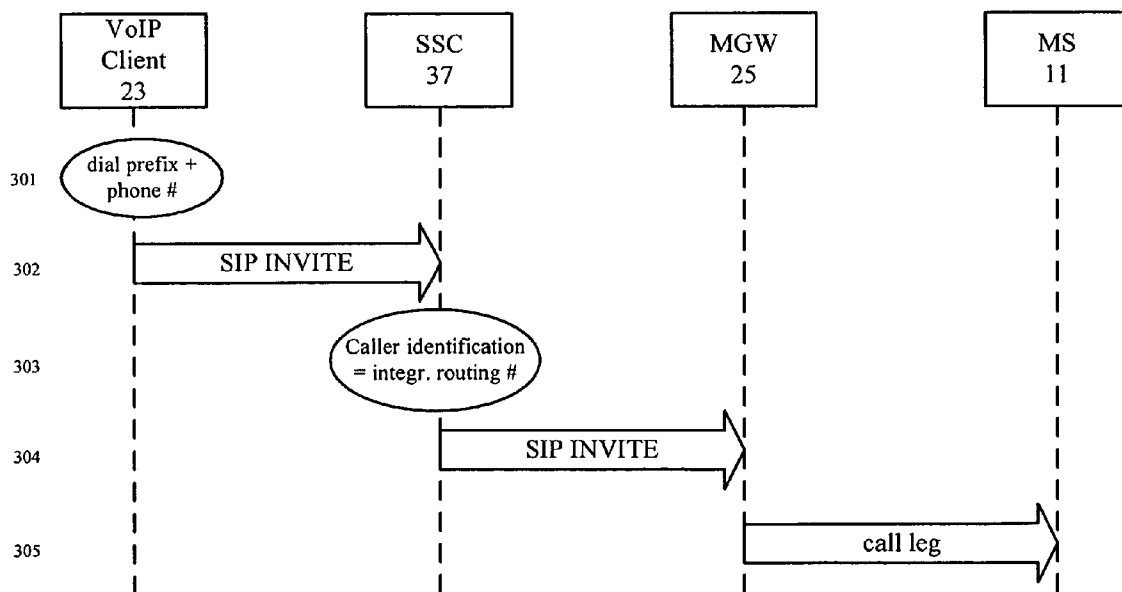 VoIP
Client
23
SSC
37
MGW
25
MS
11
301
dial prefix +
phone #
302
SIP INVITE
303
Caller identification
= integr. routing #
304
SIP INVITE
305
call leg